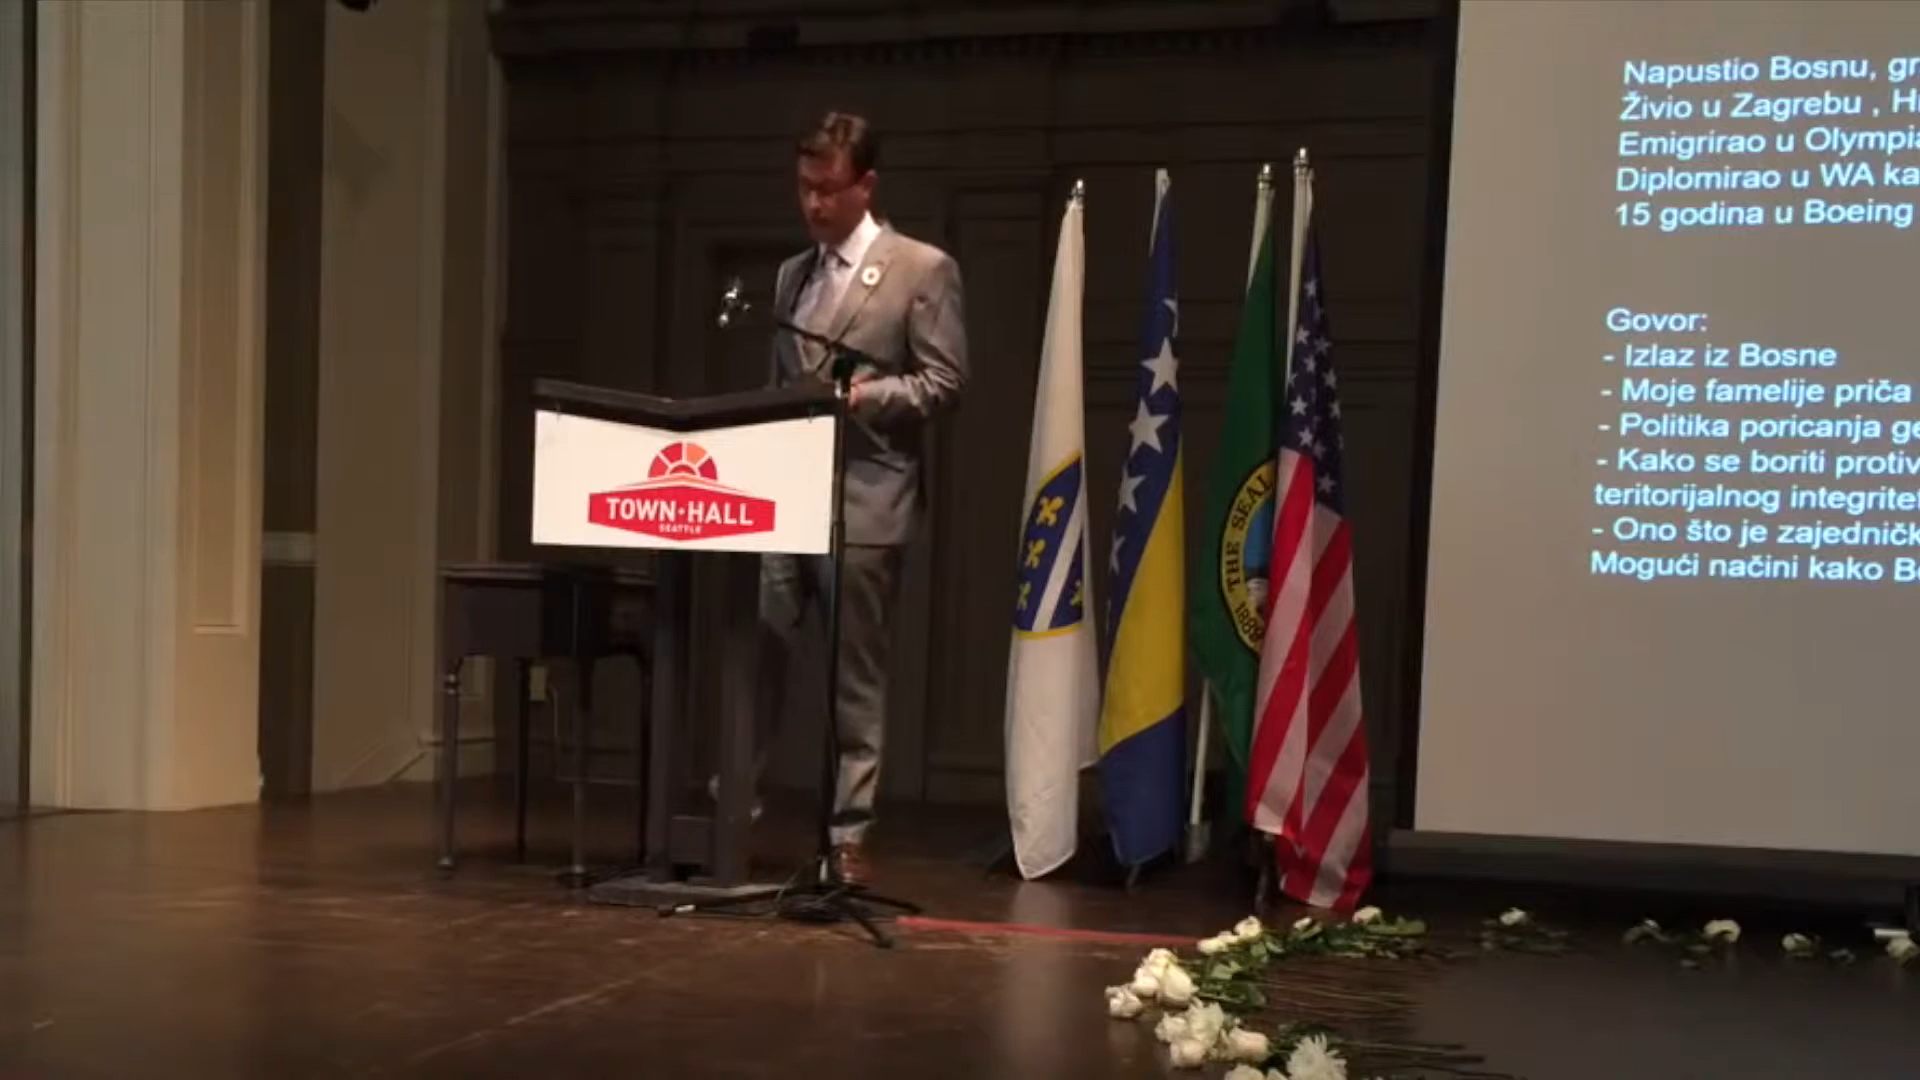 Napustio Bosnu,
Živio u Zagrebu ,
Emigrirao u
Diplomirao u WA
15 godina u Boeing
Govor:
- Izlaz iz Bosne
- Moje famelije priča
- Politika poricanja
- Kako se boriti
teritorijalnog
- Ono što je
Mogući načini kako
TOWN·HALL
SEATTLE
THE SEAL
1889